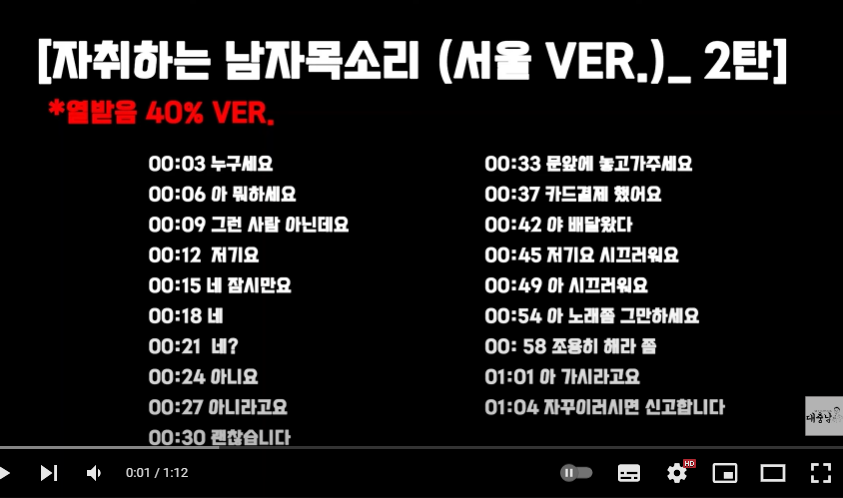 [자취하는 남자목소리 (서울 VER.)_ 2탄]
*열받음 40% VER.
00:03 누구세요
00:06 아 뭐하세요
00:09 그런 사람 아닌데요
00:12 저기요
00:15 네 잠시만요
00:18 네
00:21 네?
00:24 아니요
00:27 아니라고요
00:30 괜찮습니다
00:33 문앞에 놓고가주세요
00:37 카드결제 했어요
00:42 야 배달왔다
00:45 저기요 시끄러워요
00:49 아 시끄러워요
00:54 아 노래좀 그만하세요
00: 58 조용히 해라 좀
01:01 아 가시라고요
01:04 자꾸이러시면 신고합니다
대충남
0:01 / 1:12
HD